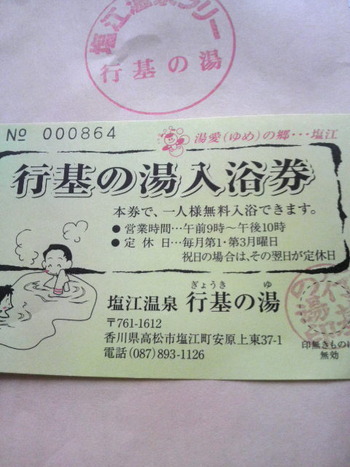 塩江温泉ラリー
行基の湯
№ 000864
湯愛(ゆめ)の郷・・・塩江
行基の湯入浴券
本券で、一人様無料入浴できます。
● 営業時間…午前9時〜午後10時
● 定 休 日…毎月第1・第3月曜日
祝日の場合は、その翌日が定休日
ぎょうき ゆ
塩江温泉 行基の湯
〒761-1612
香川県高松市塩江町安原上東37-1
電話(087)893-1126
印無きもの
無効